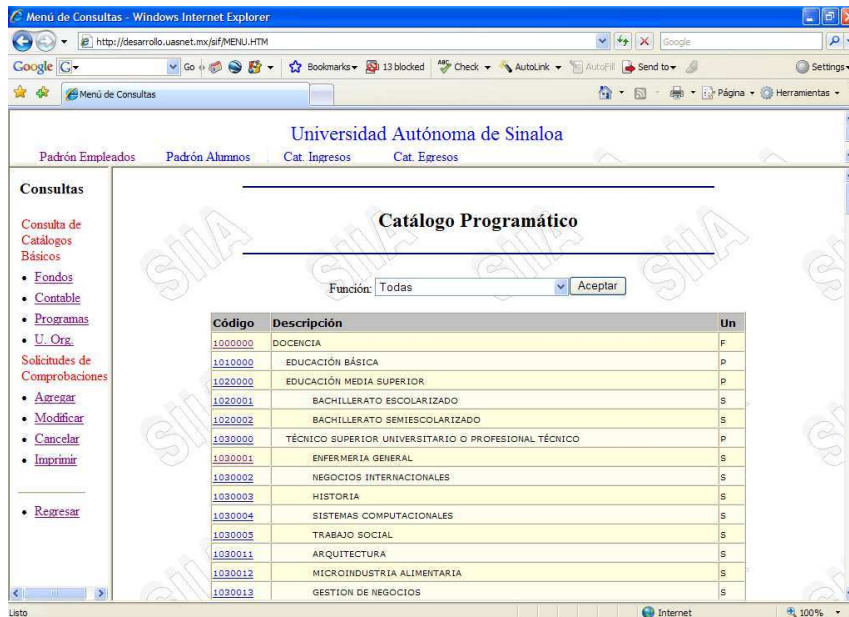 Menú de Consultas - Windows Internet Explorer
http://desarrollo.uasnet.mx/sif/MENU.HTM
Google
Google G Go Bookmarks 13 blocked Check AutoLink AutoFill Send to Settings
Menú de Consultas Página Herramientas
Universidad Autónoma de Sinaloa
Padrón Empleados Padrón Alumnos Cat. Ingresos Cat. Egresos
Consultas
Consulta de
Catálogos
Básicos
Fondos
Contable
Programas
U. Org.
Solicitudes de
Comprobaciones
Agregar
Modificar
Cancelar
Imprimir
Regresar
Catálogo Programático
Función: Todas Aceptar
Código Descripción Un
1000000 DOCENCIA F
1010000 EDUCACIÓN BÁSICA P
1020000 EDUCACIÓN MEDIA SUPERIOR P
1020001 BACHILLERATO ESCOLARIZADO S
1020002 BACHILLERATO SEMIESCOLARIZADO S
1030000 TÉCNICO SUPERIOR UNIVERSITARIO O PROFESIONAL TÉCNICO P
1030001 ENFERMERIA GENERAL S
1030002 NEGOCIOS INTERNACIONALES S
1030003 HISTORIA S
1030004 SISTEMAS COMPUTACIONALES S
1030005 TRABAJO SOCIAL S
1030011 ARQUITECTURA S
1030012 MICROINDUSTRIA ALIMENTARIA S
1030013 GESTION DE NEGOCIOS S
SIIA
Listo Internet 100%